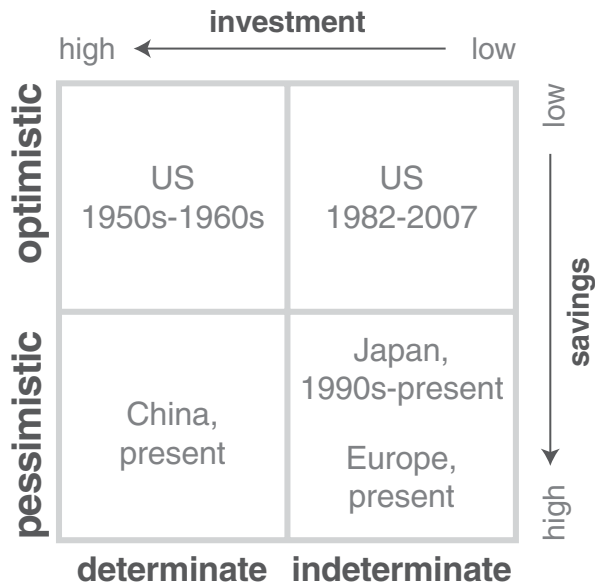 investment
high
low
optimistic
US
1950s-1960s
US
1982-2007
low
savings
high
pessimistic
China,
present
Japan,
1990s-present
Europe,
present
determinate
indeterminate